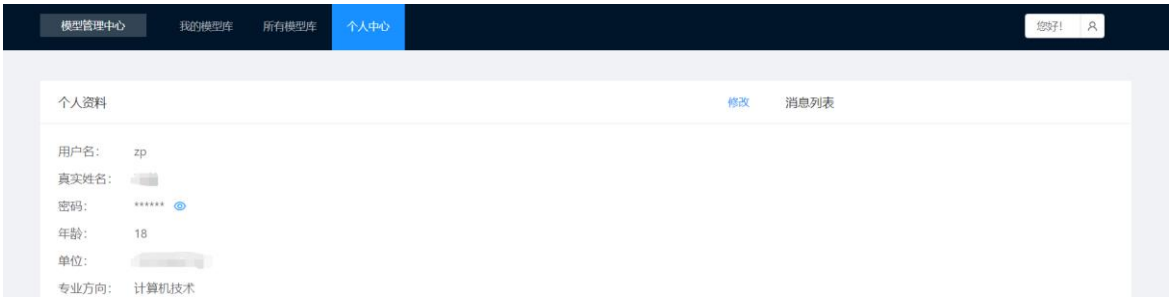 模型管理中心 我的模型库 所有模型库 个人中心 您好!
个人资料 修改 消息列表
用户名: zp
真实姓名:
密码: ******
年龄: 18
单位:
专业方向: 计算机技术